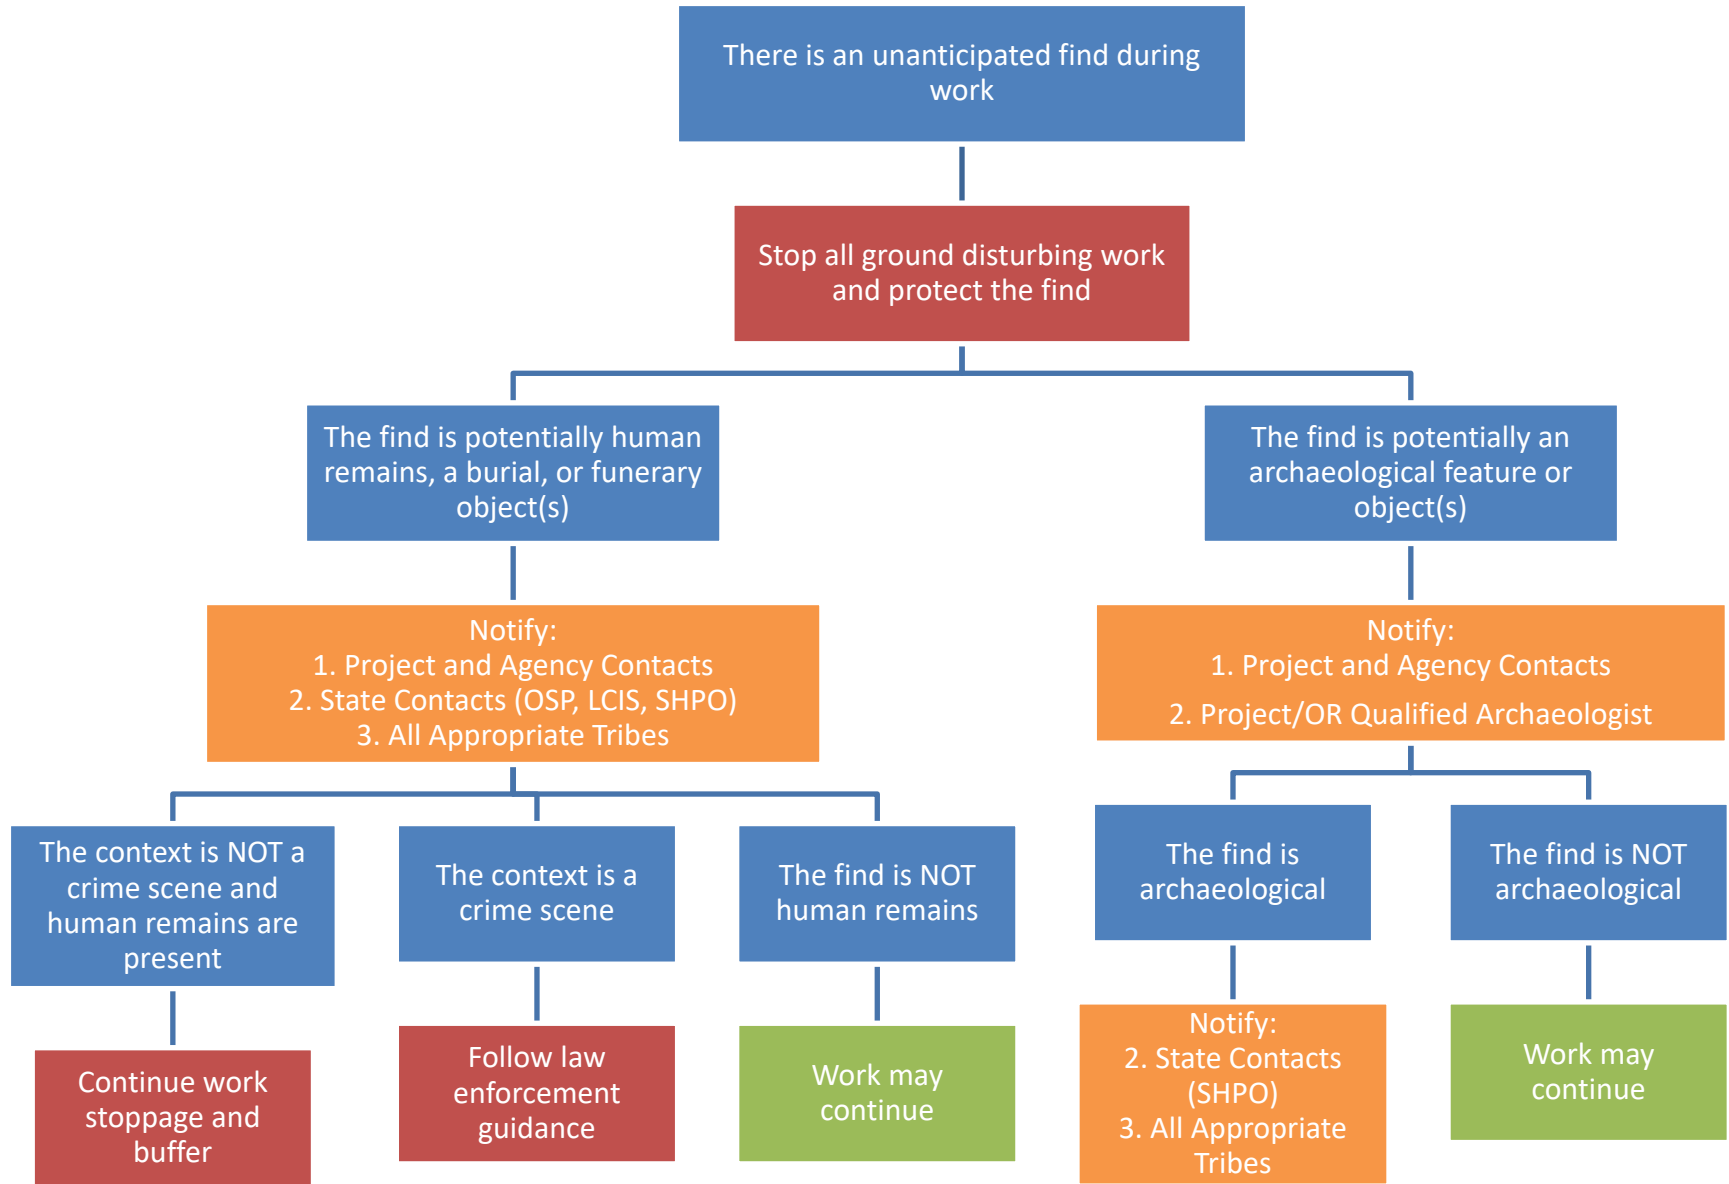 There is an unanticipated find during
work
Stop all ground disturbing work
and protect the find
The find is potentially human
remains, a burial, or funerary
object(s)
The find is potentially an
archaeological feature or
object(s)
Notify:
1. Project and Agency Contacts
2. State Contacts (OSP, LCIS, SHPO)
3. All Appropriate Tribes
Notify:
1. Project and Agency Contacts
2. Project/OR Qualified Archaeologist
The context is NOT a
crime scene and
human remains are
present
The context is a
crime scene
The find is NOT
human remains
The find is
archaeological
The find is NOT
archaeological
Continue work
stoppage and
buffer
Follow law
enforcement
guidance
Work may
continue
Notify:
2. State Contacts
(SHPO)
3. All Appropriate
Tribes
Work may
continue